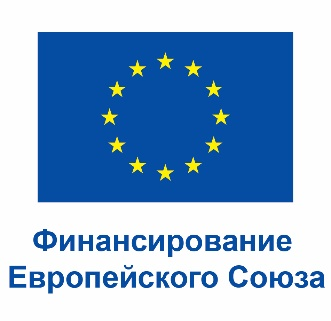 Финансирование
Европейского Союза